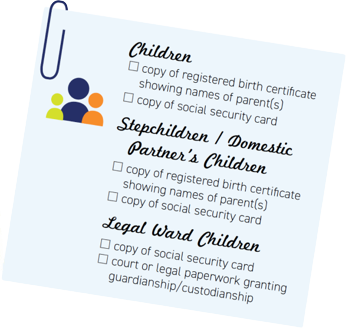 Children
☐ copy of registered birth certificate
showing names of parent(s)
☐ copy of social security card
Stepchildren / Domestic
Partner's Children
☐ copy of registered birth certificate
showing names of parent(s)
☐ copy of social security card
Legal Ward Children
☐ copy of social security card
☐ court or legal paperwork granting
guardianship/custodianship